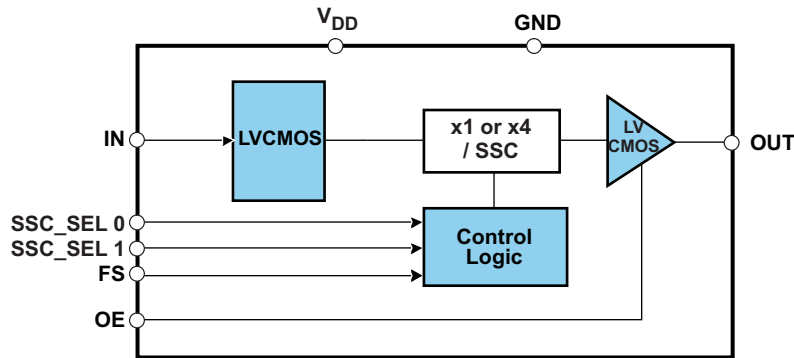 VDD
GND
IN
LVCMOS
x1 or x4
/ SSC
LV
CMOS
OUT
SSC_SEL 0
SSC_SEL 1
FS
Control
Logic
OE